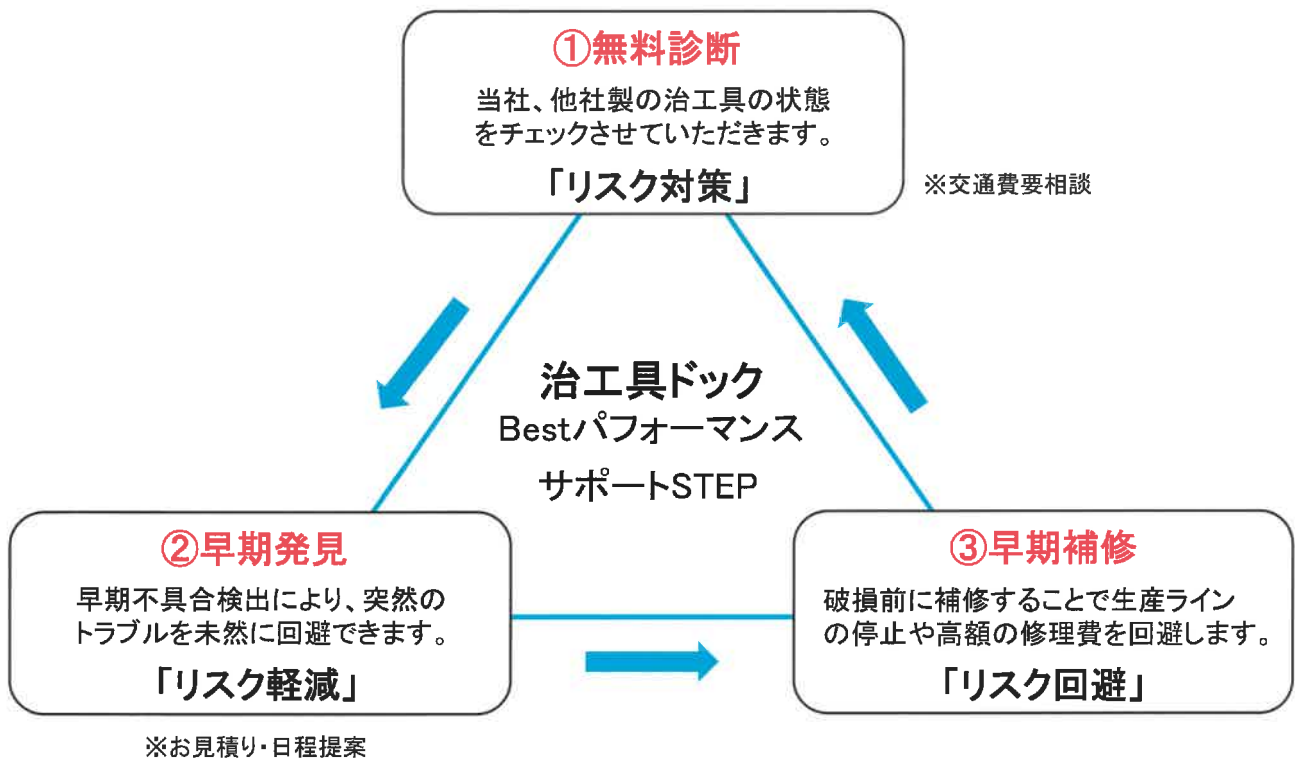 ①無料診断
当社、他社製の治工具の状態
をチェックさせていただきます。
「リスク対策」
※交通費要相談
治工具ドック
Bestパフォーマンス
サポートSTEP
②早期発見
早期不具合検出により、突然の
トラブルを未然に回避できます。
「リスク軽減」
※お見積り・日程提案
③早期補修
破損前に補修することで生産ライン
の停止や高額の修理費を回避します。
「リスク回避」